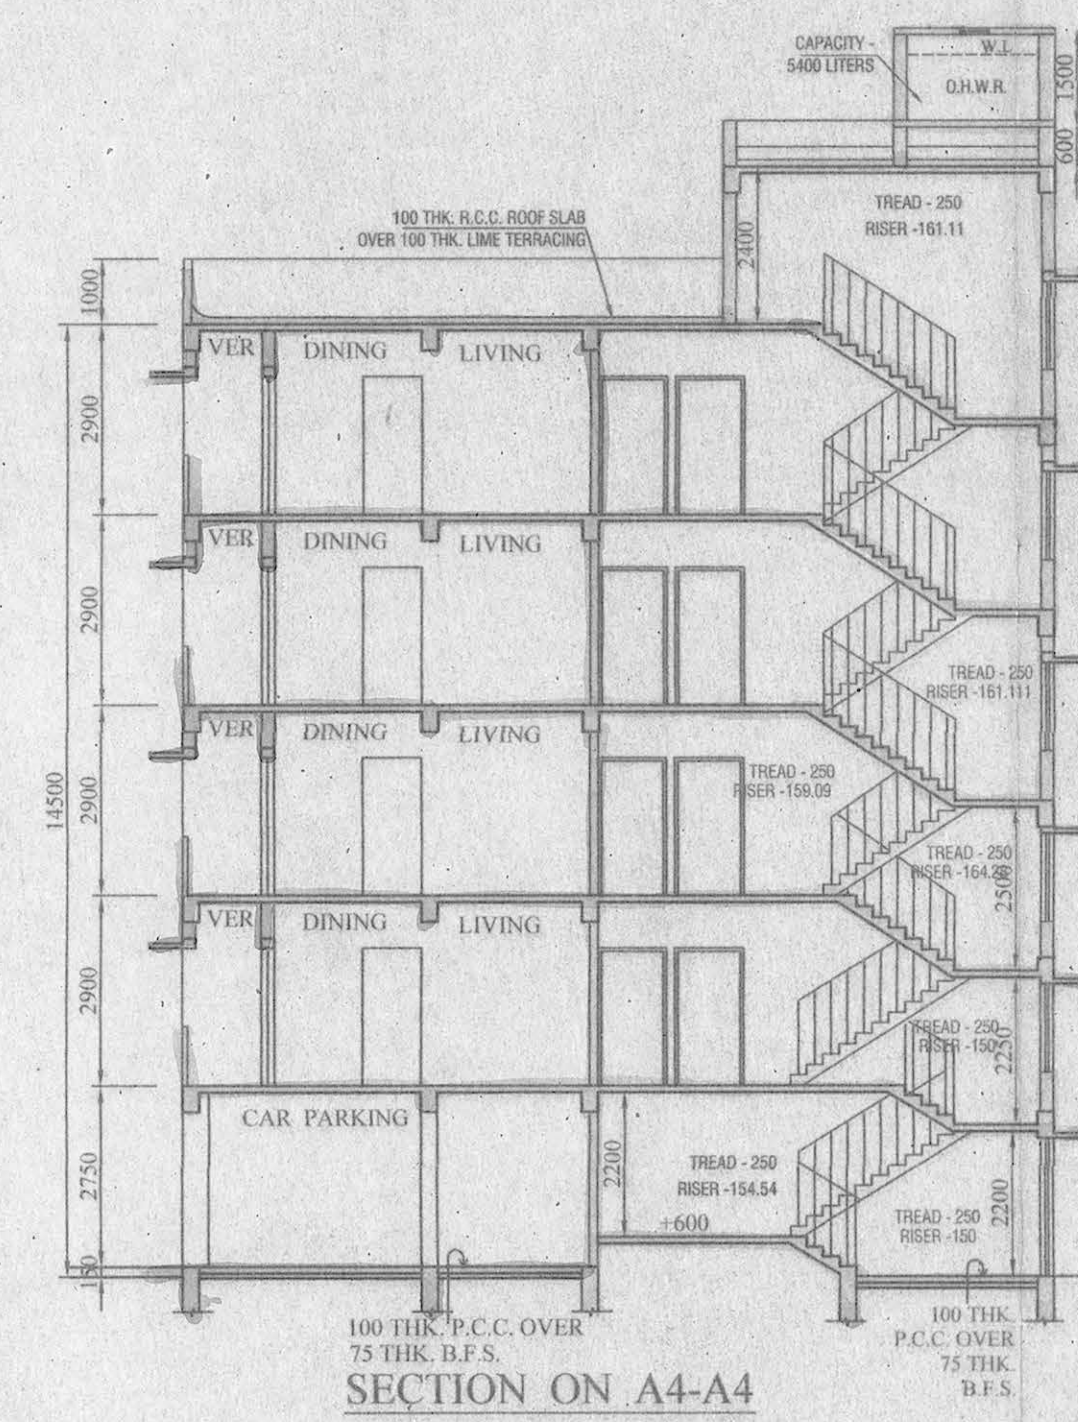 CAPACITY -
5400 LITERS
W.L
O.H.W.R.
1500
600
TREAD - 250
RISER -161.11
100 THK: R.C.C. ROOF SLAB
OVER 100 THK. LIME TERRACING
2400
1000
VER DINING LIVING
2900
VER DINING LIVING
2900
TREAD - 250
RISER -161.111
VER DINING LIVING
TREAD - 250
RISER -159.09
14500
2900
TREAD - 250
2500
VER DINING LIVING
2900
TREAD - 250
RISER -150
2250
CAR PARKING
2750
2200
TREAD - 250
RISER -154.54
+600
TREAD - 250
RISER -150
2200
150
100 THK. P.C.C. OVER
75 THK. B.F.S.
100 THK.
P.C.C. OVER
75 THK.
B.F.S.
SECTION ON A4-A4